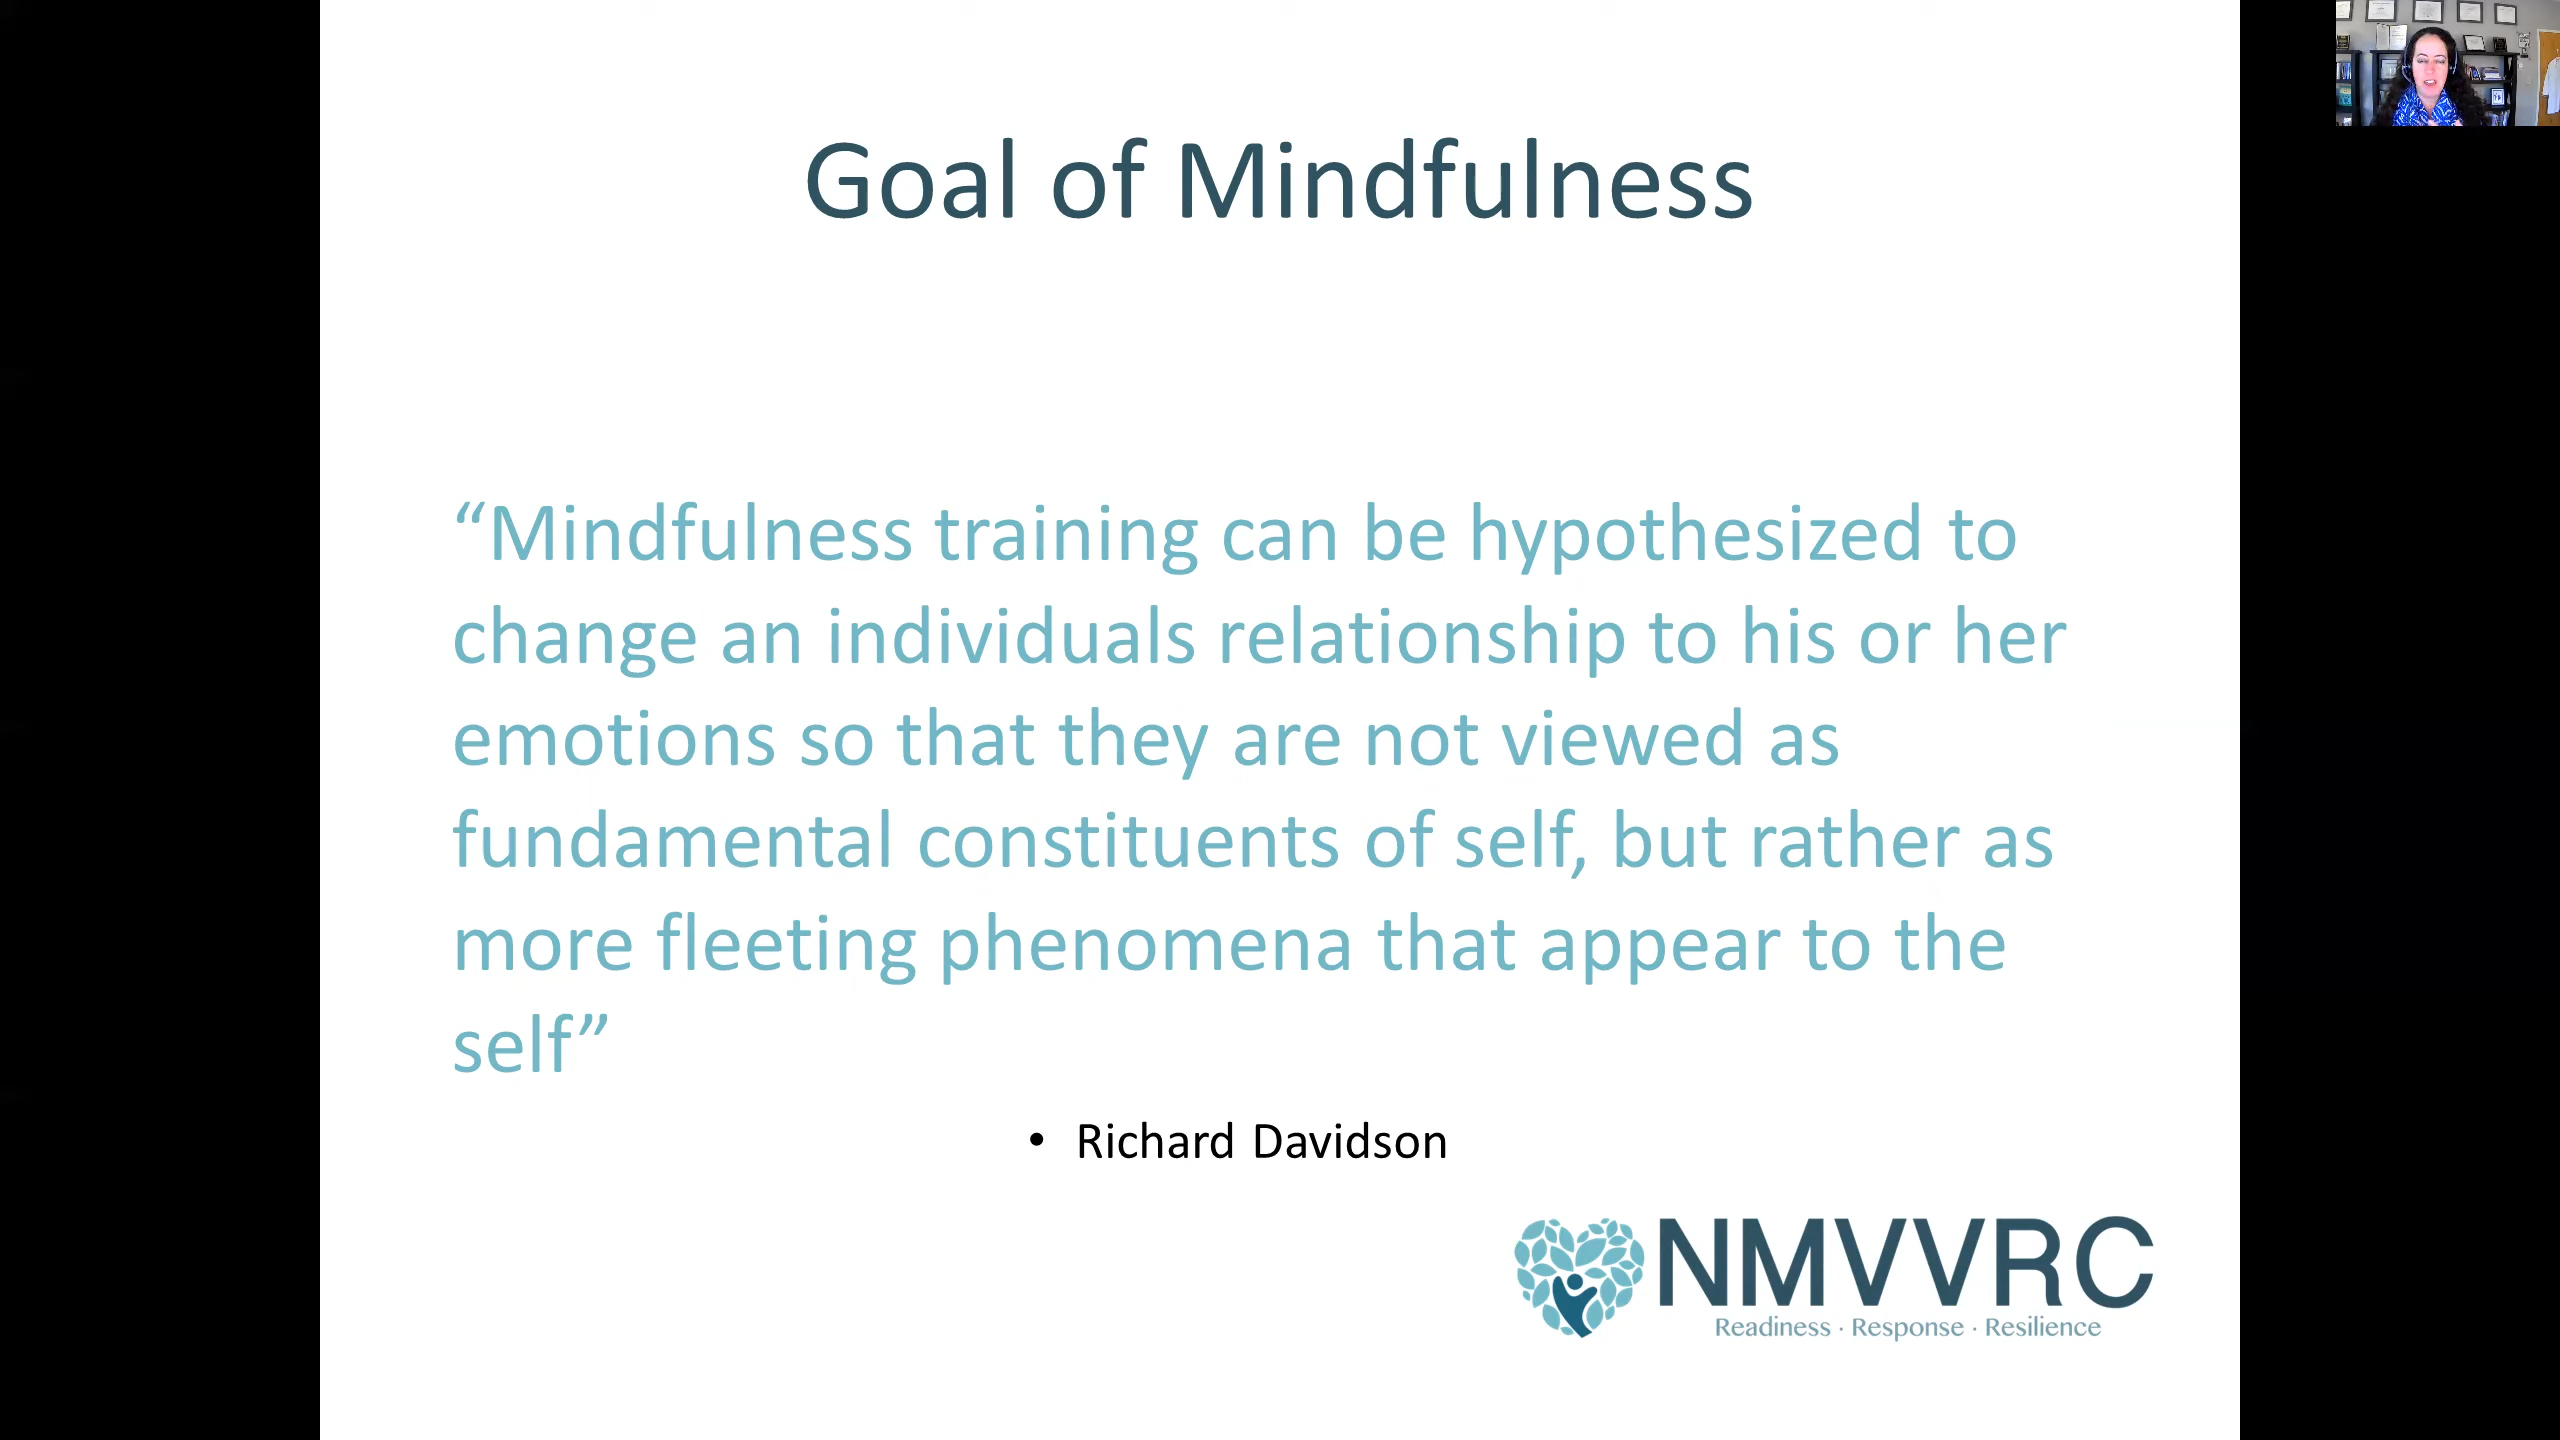 Goal of Mindfulness
“Mindfulness training can be hypothesized to
change an individuals relationship to his or her
emotions so that they are not viewed as
fundamental constituents of self, but rather as
more fleeting phenomena that appear to the
self”
• Richard Davidson
NMVVRC
Readiness · Response · Resilience